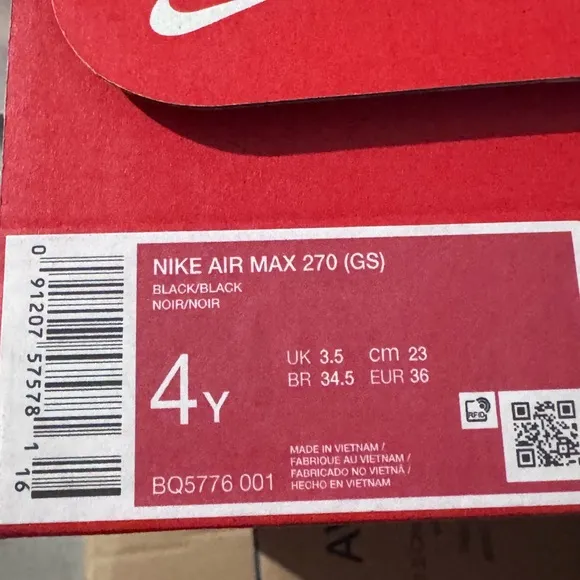 NIKE AIR MAX 270 (GS)
BLACK/BLACK
NOIR/NOIR
4Y
UK 3.5 cm 23
BR 34.5 EUR 36
RFID
BQ5776 001
MADE IN VIETNAM /
FABRIQUE AU VIETNAM /
FABRICADO NO VIETNÃ /
HECHO EN VIETNAM
0 91207 57578 1 16